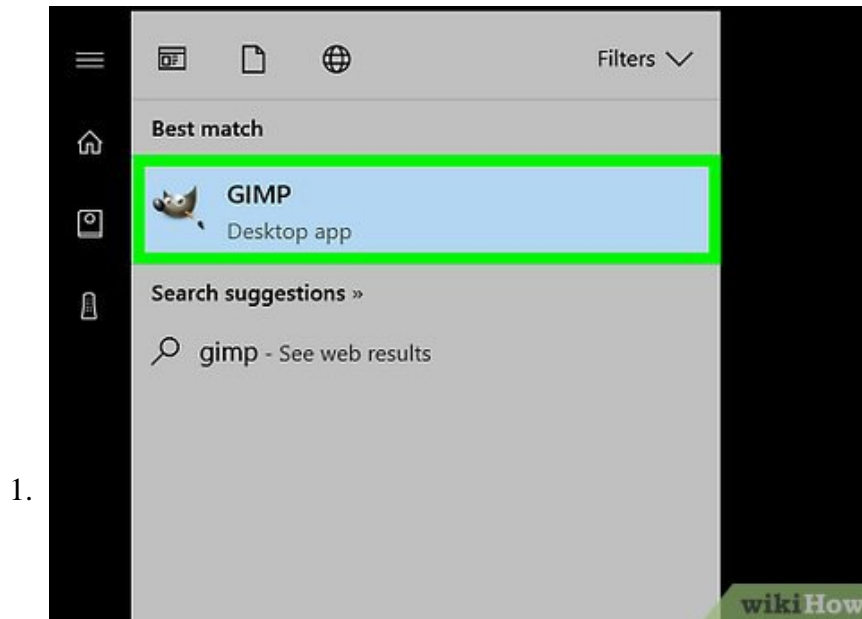 Filters
Best match
GIMP
Desktop app
Search suggestions »
gimp - See web results
1.
wikiHow